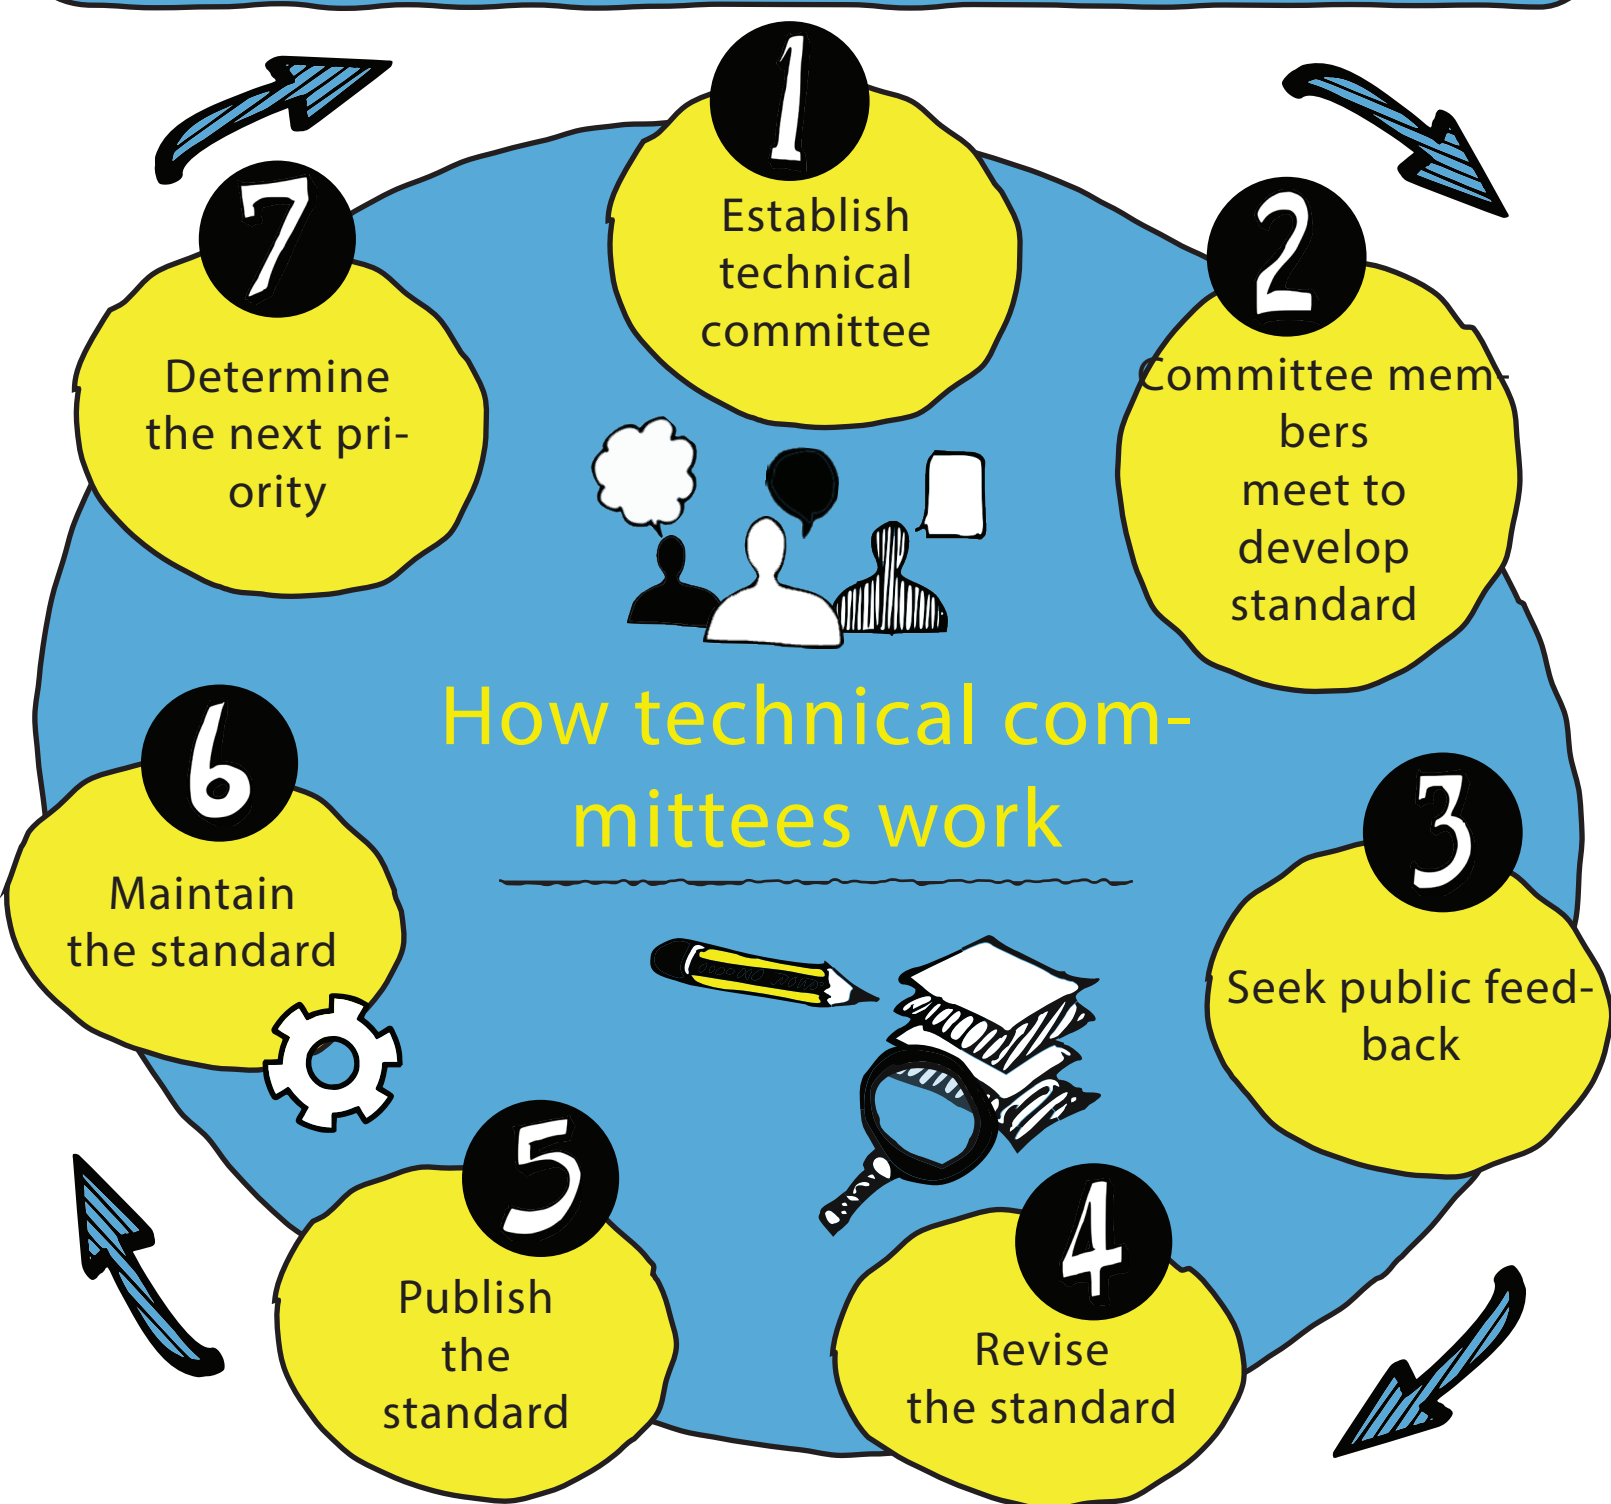 1
Establish
technical
committee
2
Committee mem-
bers
meet to
develop
standard
3
Seek public feed-
back
4
Revise
the standard
5
Publish
the
standard
6
Maintain
the standard
7
Determine
the next pri-
ority
How technical com-
mittees work